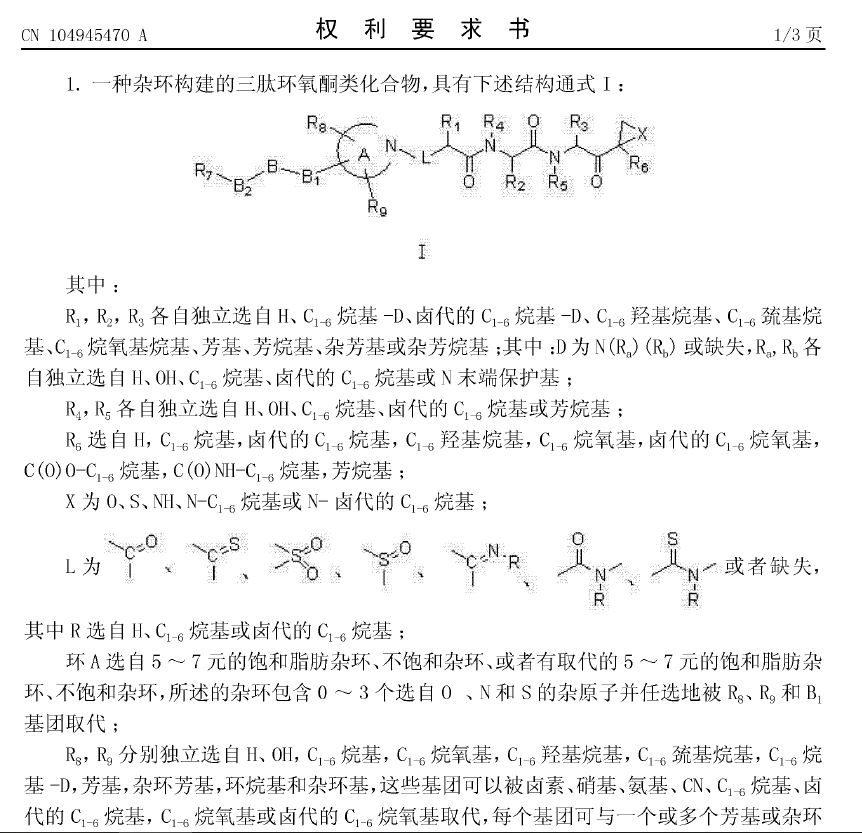 CN 104945470 A
权 利 要 求 书
1/3 页
1. 一种杂环构建的三肽环氧酮类化合物,具有下述结构通式 I :
R8 R1 R4 O R3 X
A N L N N
R7 B2 B B1 O R2 R5 O R6
R9
I
其中 :
R1, R2, R3 各自独立选自 H、C1-6 烷基 -D、卤代的 C1-6 烷基 -D、C1-6 羟基烷基、C1-6 巯基烷
基、C1-6 烷氧基烷基、芳基、芳烷基、杂芳基或杂芳烷基 ;其中 :D 为 N(Ra)(Rb) 或缺失, Ra, Rb 各
自独立选自 H、OH、C1-6 烷基、卤代的 C1-6 烷基或 N 末端保护基 ;
R4, R5 各自独立选自 H、OH、C1-6 烷基、卤代的 C1-6 烷基或芳烷基 ;
R6 选自 H, C1-6 烷基,卤代的 C1-6 烷基, C1-6 羟基烷基, C1-6 烷氧基,卤代的 C1-6 烷氧基,
C(O)O-C1-6 烷基, C(O)NH-C1-6 烷基,芳烷基 ;
X 为 O、S、NH、N-C1-6 烷基或 N- 卤代的 C1-6 烷基 ;
L 为 C=O 、 C=S 、 S O O 、 S=O 、 C=N-R 、 O N R 、 S N R 或者缺失,
其中 R 选自 H、C1-6 烷基或卤代的 C1-6 烷基 ;
环 A 选自 5 ～ 7 元的饱和脂肪杂环、不饱和杂环、或者有取代的 5 ～ 7 元的饱和脂肪杂
环、不饱和杂环,所述的杂环包含 0 ～ 3 个选自 O 、N 和 S 的杂原子并任选地被 R8、R9 和 B1
基团取代 ;
R8, R9 分别独立选自 H、OH, C1-6 烷基, C1-6 烷氧基, C1-6 羟基烷基, C1-6 巯基烷基, C1-6 烷
基 -D,芳基,杂环芳基,环烷基和杂环基,这些基团可以被卤素、硝基、氨基、CN、C1-6 烷基、卤
代的 C1-6 烷基, C1-6 烷氧基或卤代的 C1-6 烷氧基取代,每个基团可与一个或多个芳基或杂环